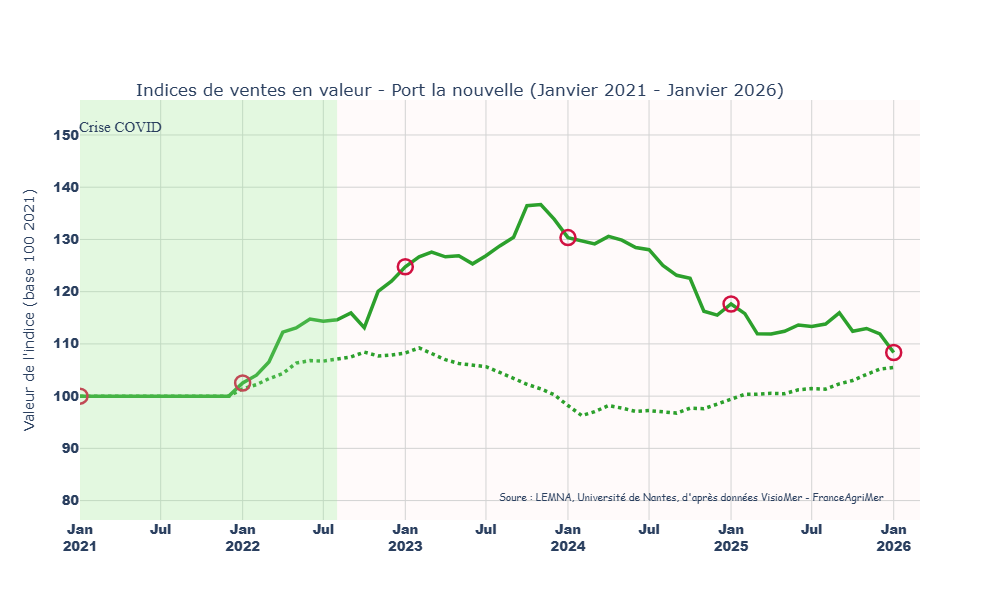 Indices de ventes en valeur - Port la nouvelle (Janvier 2021 - Janvier 2026)
Crise COVID
Valeur de l'indice (base 100 2021)
150
140
130
120
110
100
90
80
Soure : LEMNA, Université de Nantes, d'après données VisioMer - FranceAgriMer
Jan Jul Jan Jul Jan Jul Jan Jul Jan Jul Jan
2021 2022 2023 2024 2025 2026